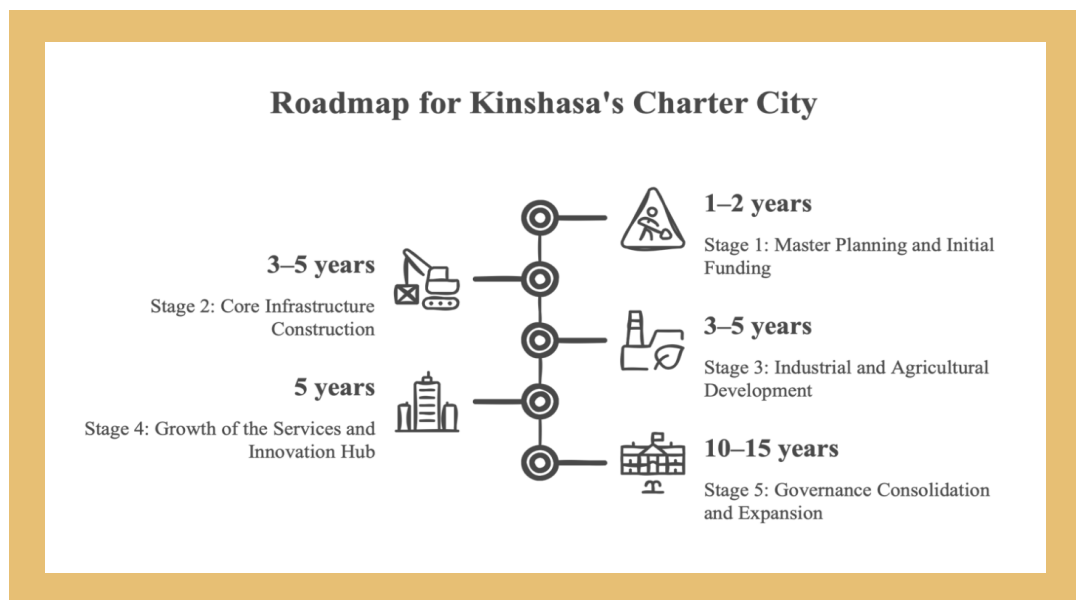 Roadmap for Kinshasa's Charter City
1–2 years
Stage 1: Master Planning and Initial
Funding
3–5 years
Stage 2: Core Infrastructure
Construction
3–5 years
Stage 3: Industrial and Agricultural
Development
5 years
Stage 4: Growth of the Services and
Innovation Hub
10–15 years
Stage 5: Governance Consolidation
and Expansion